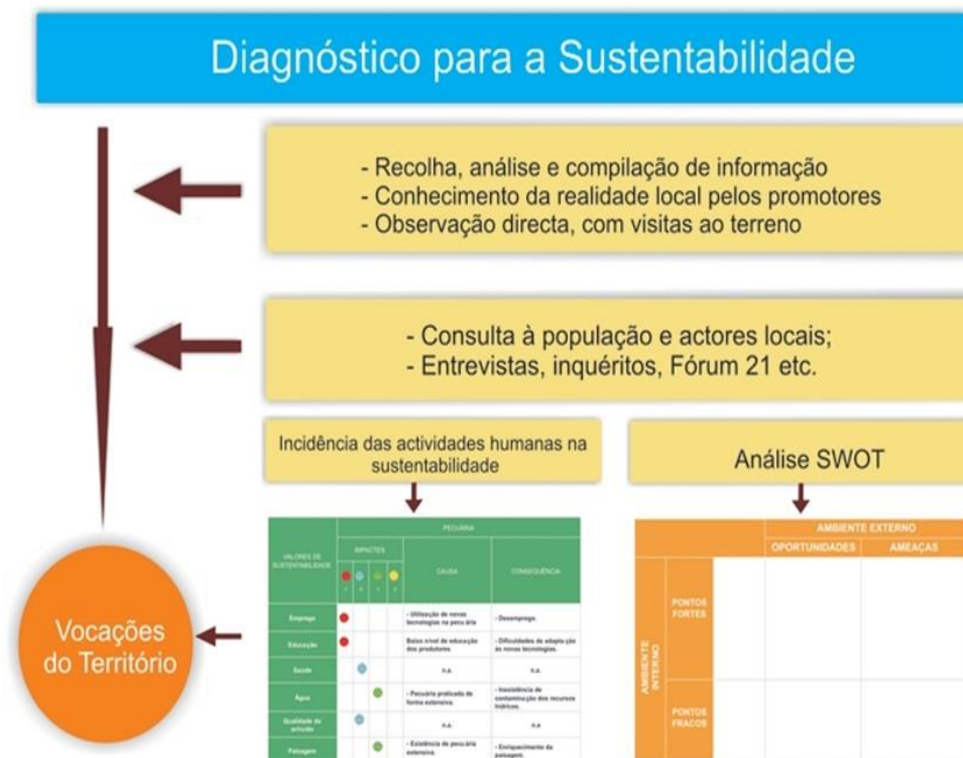 Diagnóstico para a Sustentabilidade
- Recolha, análise e compilação de informação
- Conhecimento da realidade local pelos promotores
- Observação directa, com visitas ao terreno
- Consulta à população e actores locais;
- Entrevistas, inquéritos, Fórum 21 etc.
Incidência das actividades humanas na
sustentabilidade
Análise SWOT
Vocações
do Território
PECUÁRIA
VALORES DE
SUSTENTABILIDADE
IMPACTES
CAUSA
CONSEQUÊNCIA
Emprego
- Utilização de novas
tecnologias na pecuária
- Desemprego.
Educação
Baixo nível de educação
dos produtores
- Dificuldades de adaptação
às novas tecnologias.
Saúde
n.a.
n.a.
Água
- Pecuária praticada de
forma extensiva.
- Inexistência de
contaminação dos recursos
hídricos.
Qualidade do
n.a.
n.a
Paisagem
- Existência de pecuária
extensiva.
- Enriquecimento da
paisagem.
AMBIENTE EXTERNO
OPORTUNIDADES
AMEAÇAS
AMBIENTE
INTERNO
PONTOS
FORTES
PONTOS
FRACOS